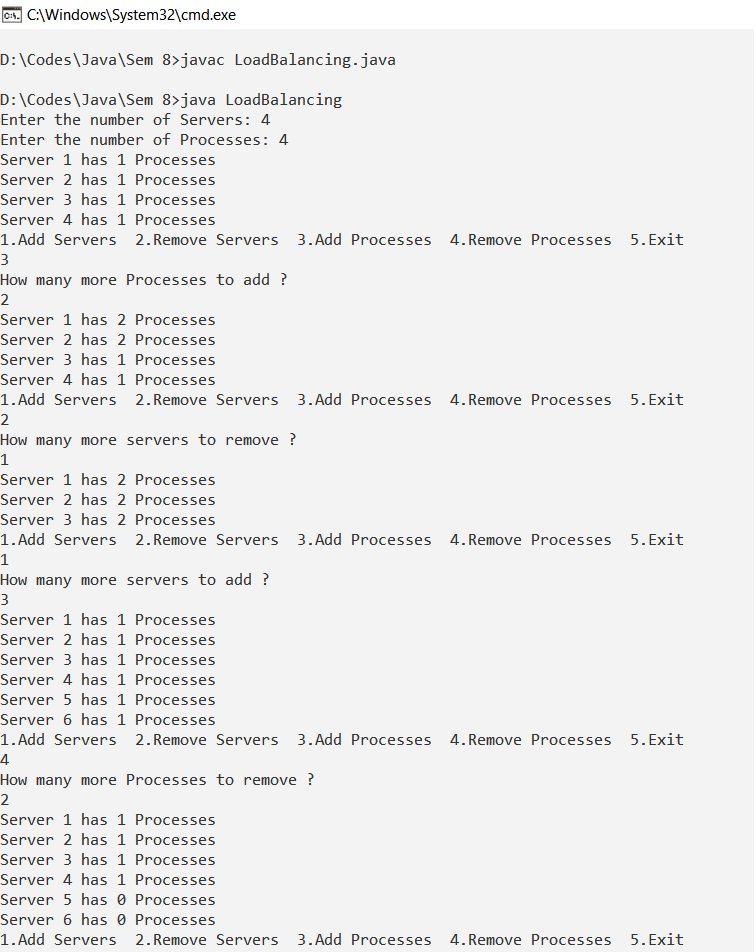 C:\Windows\System32\cmd.exe
D:\Codes\Java\Sem 8>javac LoadBalancing.java
D:\Codes\Java\Sem 8>java LoadBalancing
Enter the number of Servers: 4
Enter the number of Processes: 4
Server 1 has 1 Processes
Server 2 has 1 Processes
Server 3 has 1 Processes
Server 4 has 1 Processes
1.Add Servers  2.Remove Servers  3.Add Processes  4.Remove Processes  5.Exit
3
How many more Processes to add ?
2
Server 1 has 2 Processes
Server 2 has 2 Processes
Server 3 has 1 Processes
Server 4 has 1 Processes
1.Add Servers  2.Remove Servers  3.Add Processes  4.Remove Processes  5.Exit
2
How many more servers to remove ?
1
Server 1 has 2 Processes
Server 2 has 2 Processes
Server 3 has 2 Processes
1.Add Servers  2.Remove Servers  3.Add Processes  4.Remove Processes  5.Exit
1
How many more servers to add ?
3
Server 1 has 1 Processes
Server 2 has 1 Processes
Server 3 has 1 Processes
Server 4 has 1 Processes
Server 5 has 1 Processes
Server 6 has 1 Processes
1.Add Servers  2.Remove Servers  3.Add Processes  4.Remove Processes  5.Exit
4
How many more Processes to remove ?
2
Server 1 has 1 Processes
Server 2 has 1 Processes
Server 3 has 1 Processes
Server 4 has 1 Processes
Server 5 has 0 Processes
Server 6 has 0 Processes
1.Add Servers  2.Remove Servers  3.Add Processes  4.Remove Processes  5.Exit